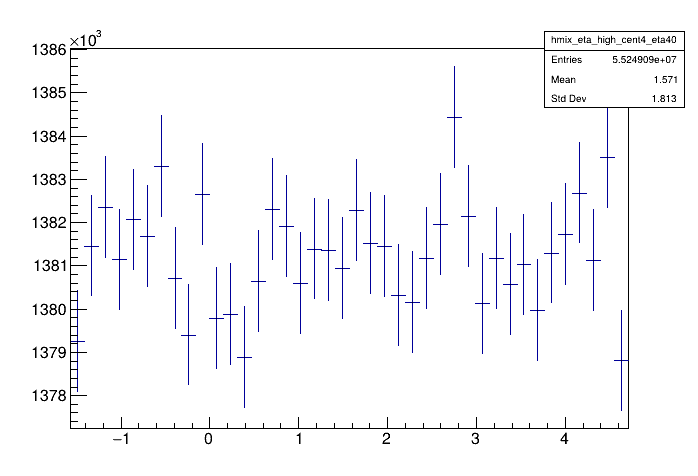 ×10³
hmix_eta_high_cent4_eta40
Entries 5.524909e+07
Mean 1.571
Std Dev 1.813
1386
1385
1384
1383
1382
1381
1380
1379
1378
−1 0 1 2 3 4